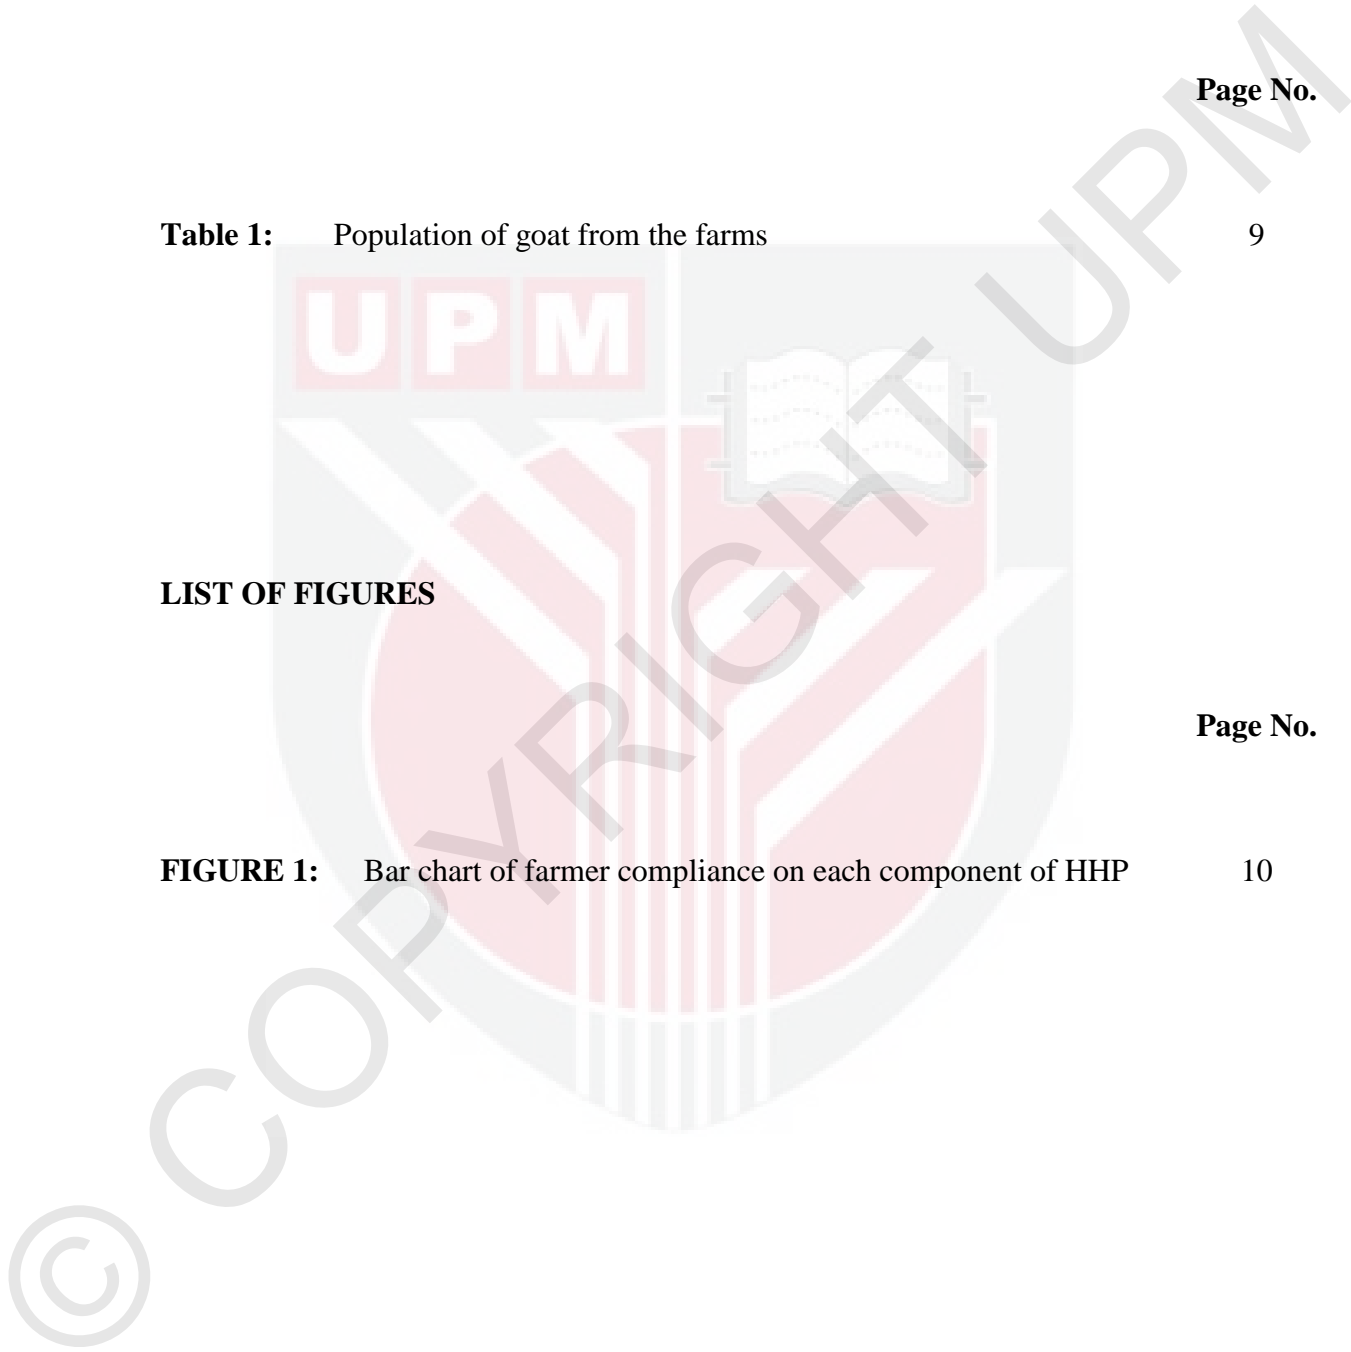 Page No.
Table 1: Population of goat from the farms 9
UPM
LIST OF FIGURES
Page No.
FIGURE 1: Bar chart of farmer compliance on each component of HHP 10
© COPYRIGHT UPM